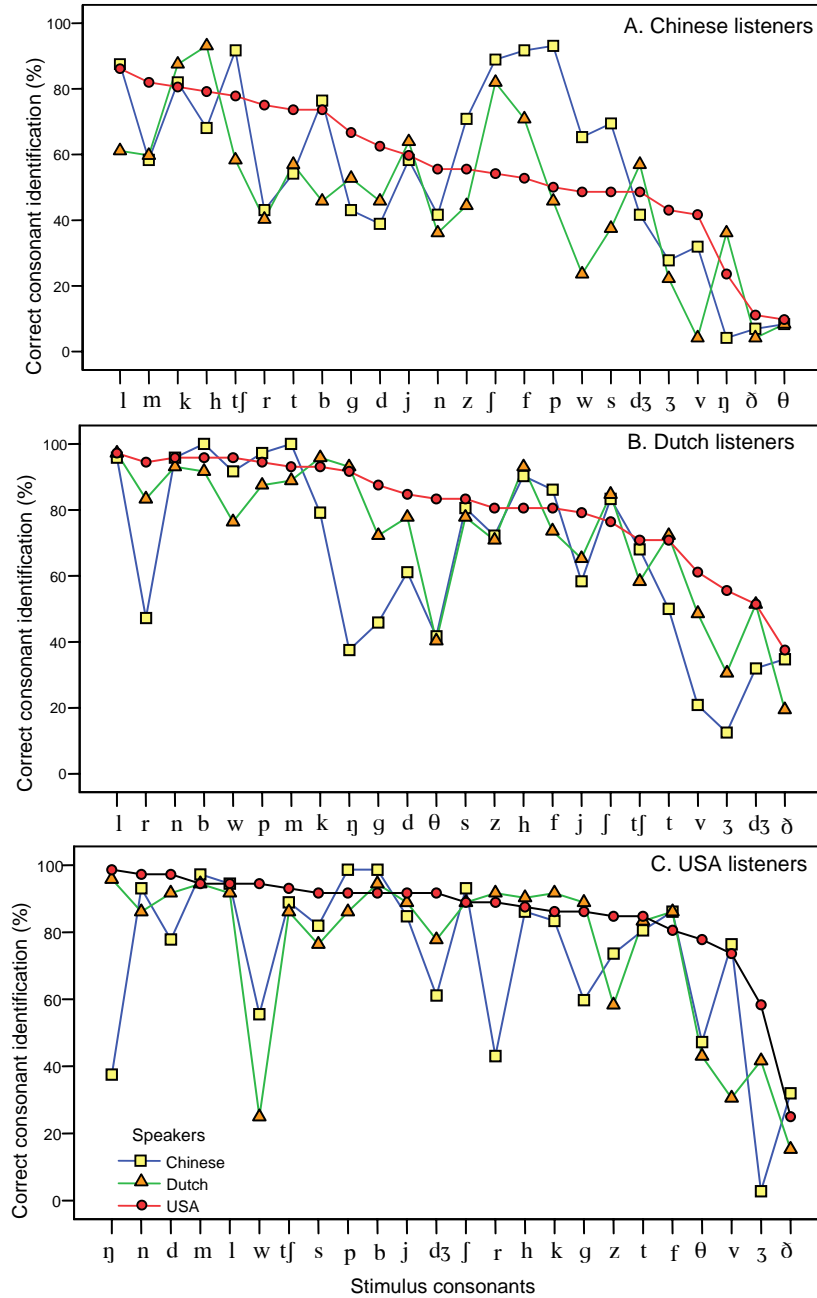 A. Chinese listeners
Correct consonant identification (%)
100
80
60
40
20
0
l m k h tʃ r t b ɡ d j n z ʃ f p w s dʒ ʒ v ŋ ð θ
B. Dutch listeners
Correct consonant identification (%)
100
80
60
40
20
0
l r n b w p m k ŋ ɡ d θ s z h f j ʃ tʃ t v ʒ dʒ ð
C. USA listeners
Correct consonant identification (%)
100
80
60
40
20
0
Speakers
Chinese
Dutch
USA
ŋ n d m l w tʃ s p b j dʒ ʃ r h k ɡ z t f θ v ʒ ð
Stimulus consonants